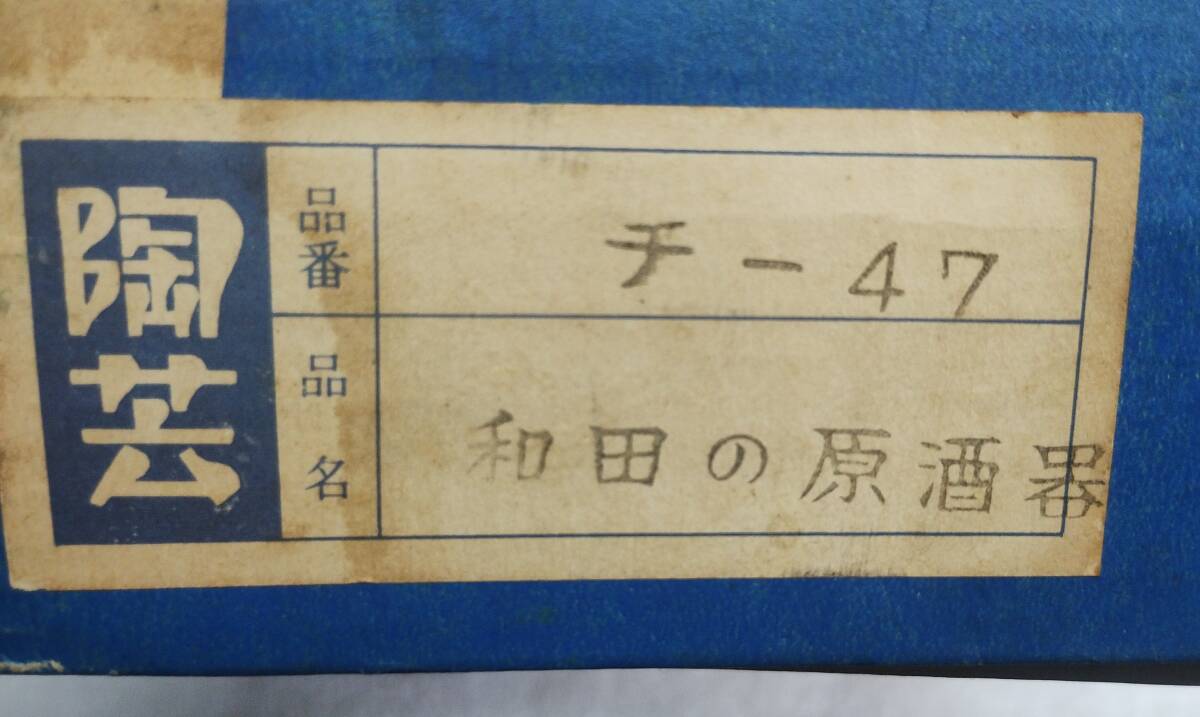 陶芸
品番 チー47
品名 和田の原酒器